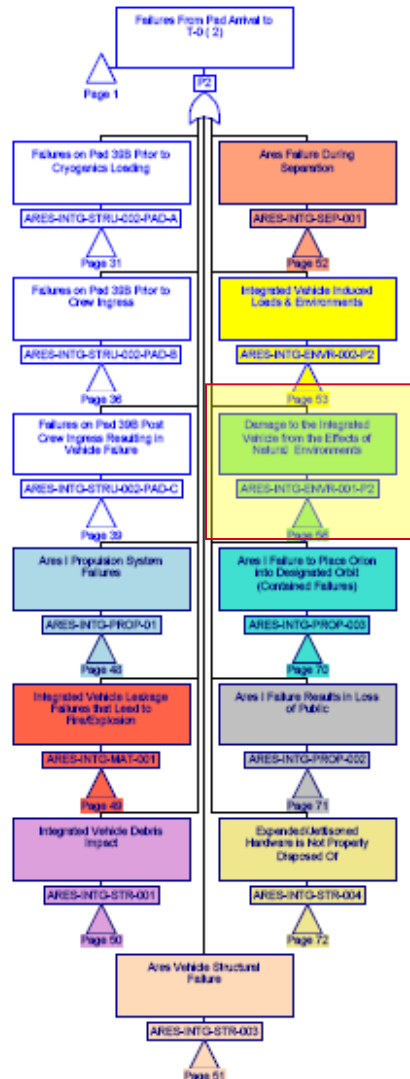 Failures From Pad Arrival to
T-0 ( 2)
Page 1
P2
Failures on Pad 39B Prior to
Cryogenics Loading
ARES-INTG-STRU-002-PAD-A
Page 31
Ares Failure During
Separation
ARES-INTG-SEP-001
Page 52
Failures on Pad 39B Prior to
Crew Ingress
ARES-INTG-STRU-002-PAD-B
Page 36
Integrated Vehicle Induced
Loads & Environments
ARES-INTG-ENVR-002-P2
Page 53
Failures on Pad 39B Post
Crew Ingress Resulting in
Vehicle Failure
ARES-INTG-STRU-002-PAD-C
Page 39
Damage to the Integrated
Vehicle from the Effects of
Natural Environments
ARES-INTG-ENVR-001-P2
Page 56
Ares I Propulsion System
Failures
ARES-INTG-PROP-01
Page 48
Ares I Failure to Place Orion
into Designated Orbit
(Contained Failures)
ARES-INTG-PROP-003
Page 70
Integrated Vehicle Leakage
Failures that Lead to
Fire/Explosion
ARES-INTG-MAT-001
Page 49
Ares I Failure Results in Loss
of Public
ARES-INTG-PROP-002
Page 71
Integrated Vehicle Debris
Impact
ARES-INTG-STR-001
Page 50
Expended/Jettisoned
Hardware is Not Properly
Disposed Of
ARES-INTG-STR-004
Page 72
Ares Vehicle Structural
Failure
ARES-INTG-STR-003
Page 51